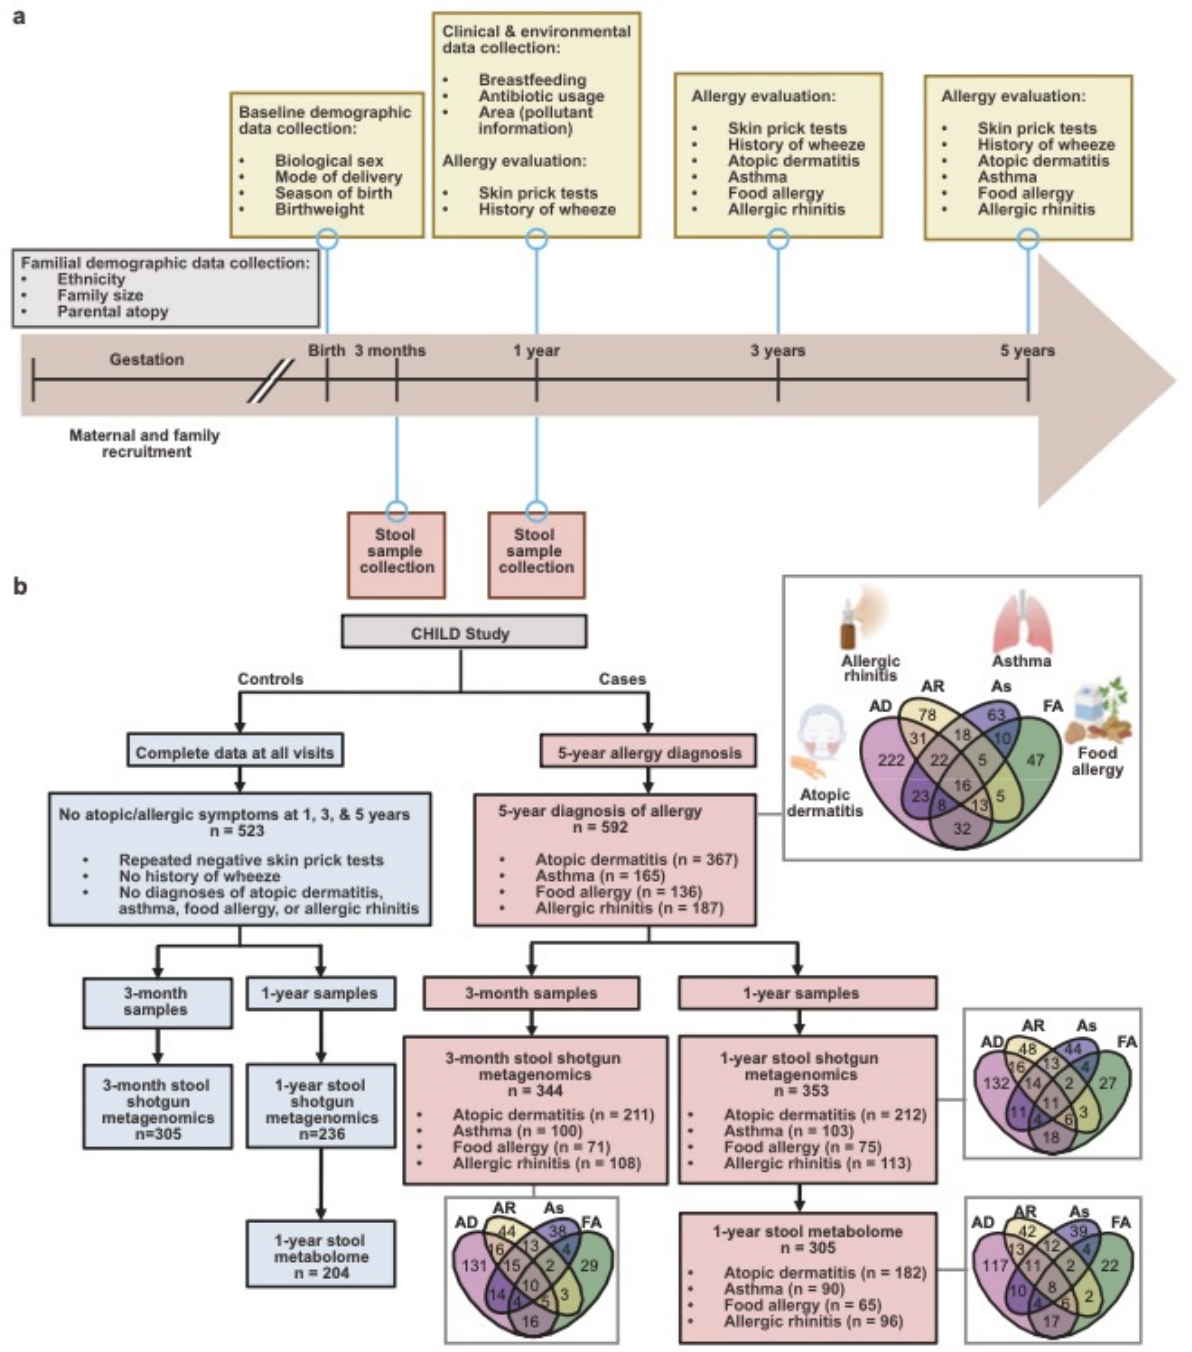 a
Clinical & environmental
data collection:
• Breastfeeding
• Antibiotic usage
• Area (pollutant
information)
Allergy evaluation:
• Skin prick tests
• History of wheeze
Baseline demographic
data collection:
• Biological sex
• Mode of delivery
• Season of birth
• Birthweight
Allergy evaluation:
• Skin prick tests
• History of wheeze
• Atopic dermatitis
• Asthma
• Food allergy
• Allergic rhinitis
Allergy evaluation:
• Skin prick tests
• History of wheeze
• Atopic dermatitis
• Asthma
• Food allergy
• Allergic rhinitis
Familial demographic data collection:
• Ethnicity
• Family size
• Parental atopy
Gestation
Birth 3 months
1 year
3 years
5 years
Maternal and family
recruitment
Stool
sample
collection
Stool
sample
collection
b
CHILD Study
Controls
Cases
Complete data at all visits
5-year allergy diagnosis
No atopic/allergic symptoms at 1, 3, & 5 years
n = 523
• Repeated negative skin prick tests
• No history of wheeze
• No diagnoses of atopic dermatitis,
asthma, food allergy, or allergic rhinitis
5-year diagnosis of allergy
n = 592
• Atopic dermatitis (n = 367)
• Asthma (n = 165)
• Food allergy (n = 136)
• Allergic rhinitis (n = 187)
Allergic
rhinitis
Asthma
Atopic
dermatitis
Food
allergy
AD AR As FA
78 63
31 18 10
222 22 5 47
16
23 8 13 5
32
3-month
samples
1-year samples
3-month samples
1-year samples
3-month stool
shotgun
metagenomics
n=305
1-year stool
shotgun
metagenomics
n=236
3-month stool shotgun
metagenomics
n = 344
• Atopic dermatitis (n = 211)
• Asthma (n = 100)
• Food allergy (n = 71)
• Allergic rhinitis (n = 108)
1-year stool shotgun
metagenomics
n = 353
• Atopic dermatitis (n = 212)
• Asthma (n = 103)
• Food allergy (n = 75)
• Allergic rhinitis (n = 113)
AD AR As FA
48 44
16 13 4
132 14 2 27
11
11 4 6 3
18
1-year stool
metabolome
n = 204
AD AR As FA
44 38
16 13 4
131 15 2 29
10
14 4 5 3
16
1-year stool metabolome
n = 305
• Atopic dermatitis (n = 182)
• Asthma (n = 90)
• Food allergy (n = 65)
• Allergic rhinitis (n = 96)
AD AR As FA
42 39
13 12 4
117 11 2 22
8
10 4 6 2
17